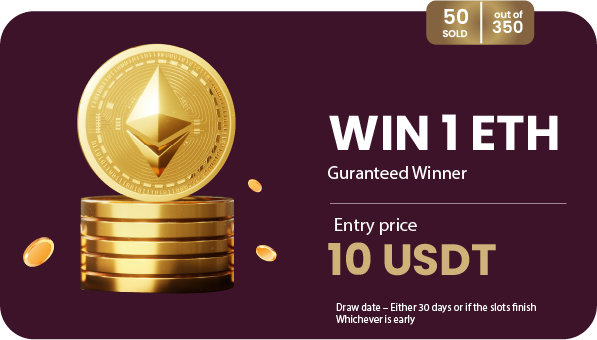 50
SOLD
out of
350
WIN 1 ETH
Guranteed Winner
Entry price
10 USDT
Draw date – Either 30 days or if the slots finish
Whichever is early